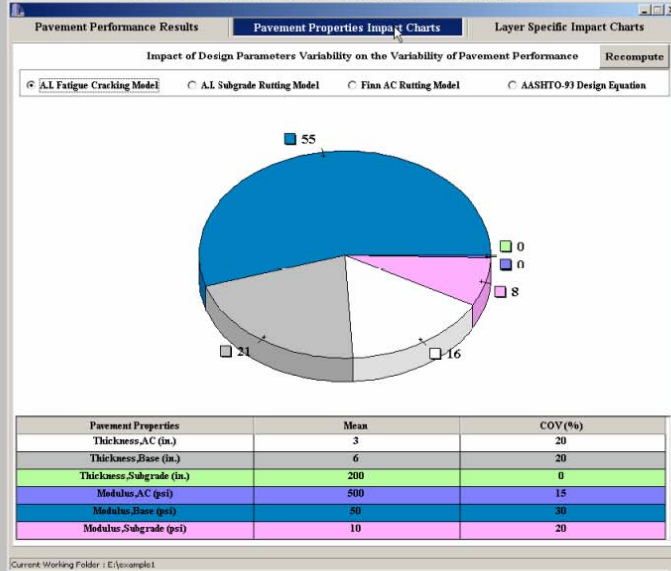 Pavement Performance Results Pavement Properties Impact Charts Layer Specific Impact Charts
Impact of Design Parameters Variability on the Variability of Pavement Performance Recompute
A.I. Fatigue Cracking Model A.I. Subgrade Rutting Model Finn AC Rutting Model AASHTO-93 Design Equation
55
0
0
8
21 16
Pavement Properties Mean COV(%)
Thickness,AC (in.) 3 20
Thickness,Base (in.) 6 20
Thickness,Subgrade (in.) 200 0
Modulus,AC (psi) 500 15
Modulus,Base (psi) 50 30
Modulus,Subgrade (psi) 10 20
Current Working Folder : E:\example1